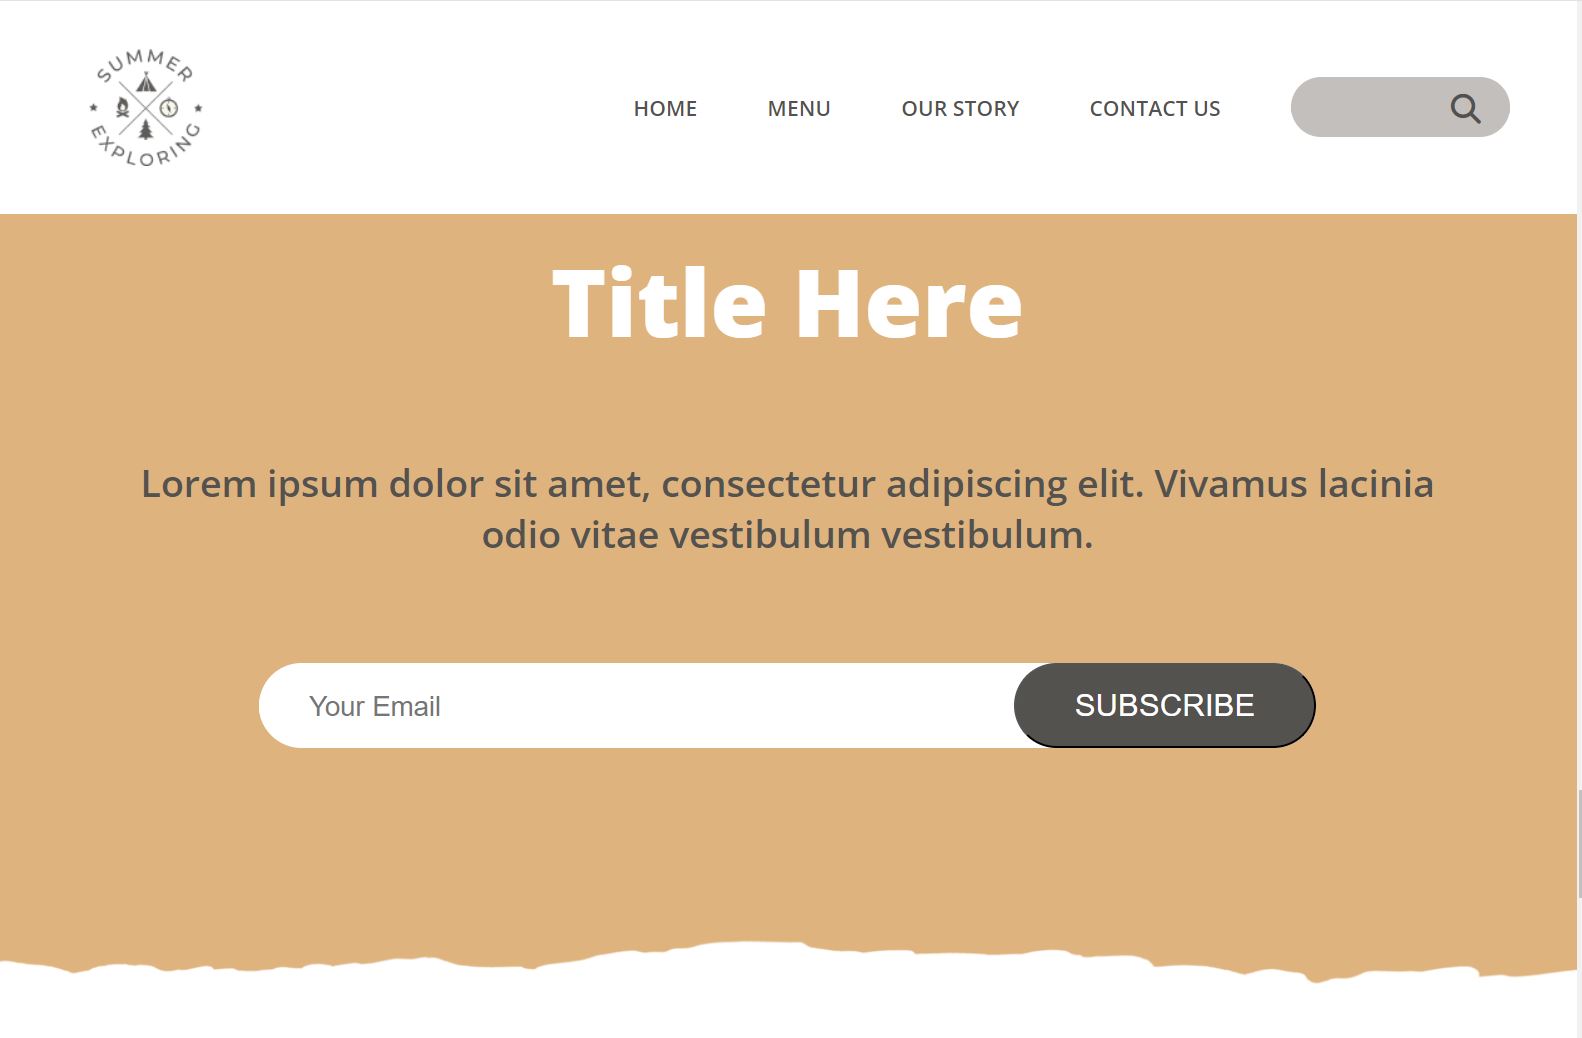 SUMMER
EXPLORING
HOME MENU OUR STORY CONTACT US
Title Here
Lorem ipsum dolor sit amet, consectetur adipiscing elit. Vivamus lacinia
odio vitae vestibulum vestibulum.
Your Email SUBSCRIBE